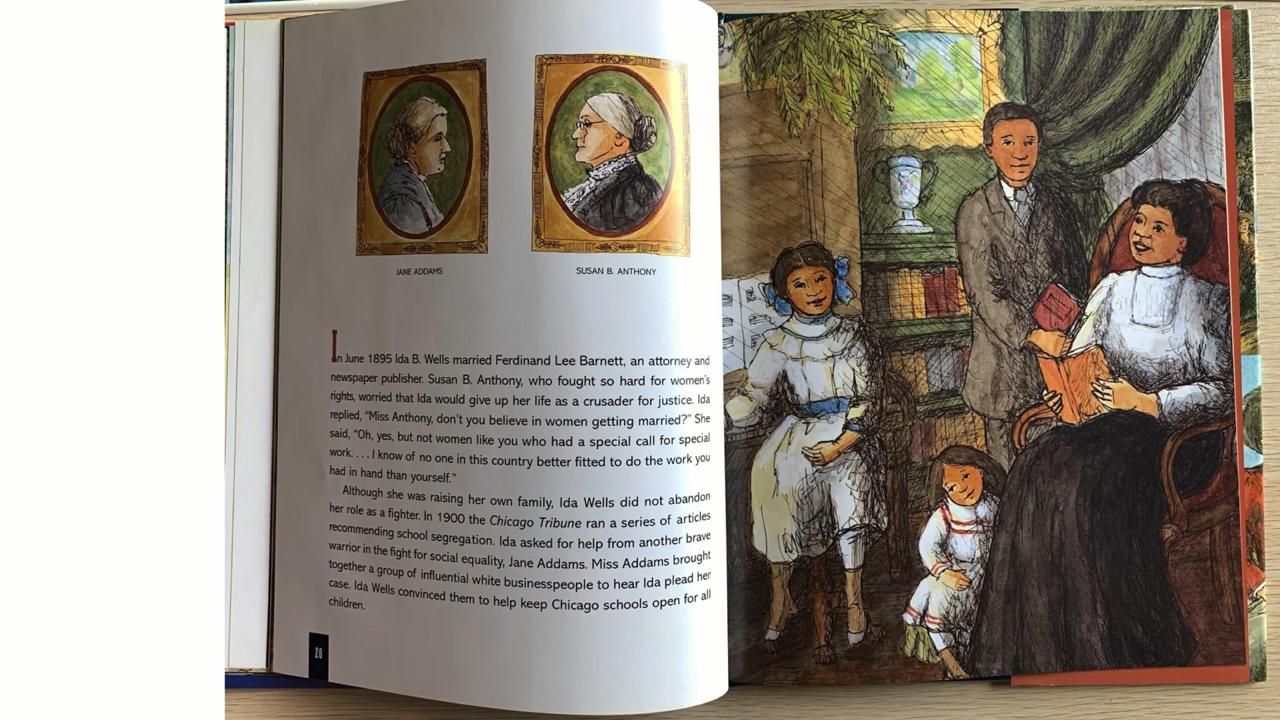 JANE ADDAMS
SUSAN B. ANTHONY
In June 1895 Ida B. Wells married Ferdinand Lee Barnett, an attorney and
newspaper publisher. Susan B. Anthony, who fought so hard for women's
rights, worried that Ida would give up her life as a crusader for justice. Ida
replied, "Miss Anthony, don't you believe in women getting married?" She
said, "Oh, yes, but not women like you who had a special call for special
work. . . . I know of no one in this country better fitted to do the work you
had in hand than yourself."
Although she was raising her own family, Ida Wells did not abandon
her role as a fighter. In 1900 the Chicago Tribune ran a series of articles
recommending school segregation. Ida asked for help from another brave
warrior in the fight for social equality, Jane Addams. Miss Addams brought
together a group of influential white businesspeople to hear Ida plead her
case. Ida Wells convinced them to help keep Chicago schools open for all
children.
26